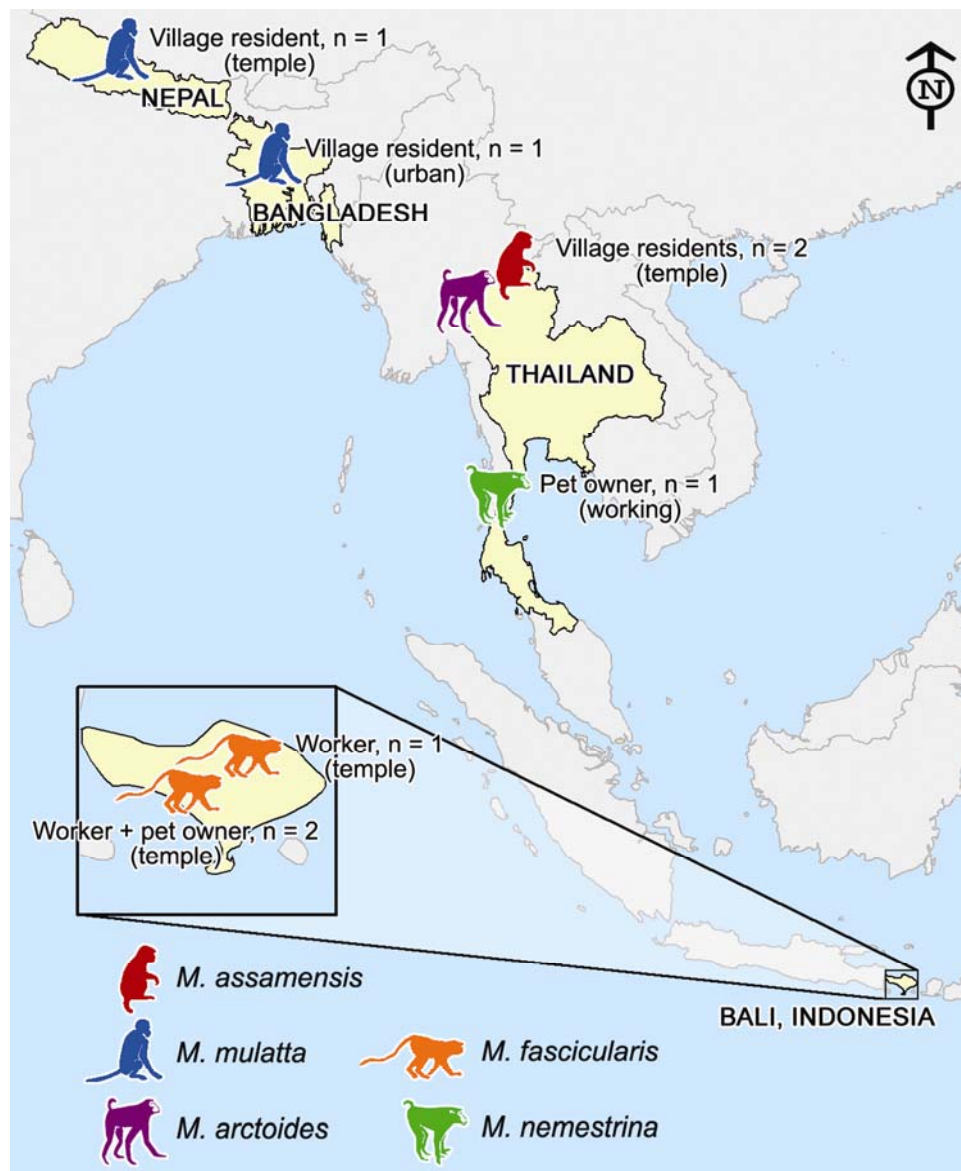 Village resident, n = 1
(temple)
NEPAL
N
Village resident, n = 1
(urban)
BANGLADESH
Village residents, n = 2
(temple)
THAILAND
Pet owner, n = 1
(working)
Worker, n = 1
(temple)
Worker + pet owner, n = 2
(temple)
BALI, INDONESIA
M. assamensis
M. mulatta
M. fascicularis
M. arctoides
M. nemestrina